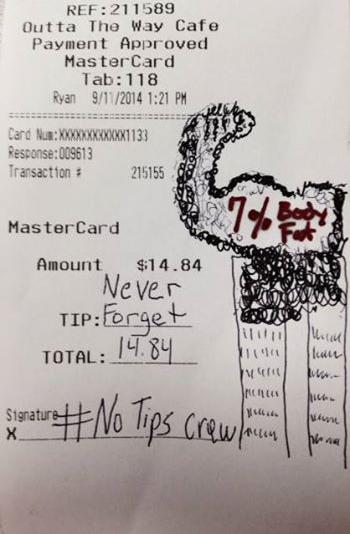 REF:211589
Outta The Way Cafe
Payment Approved
MasterCard
Tab:118
Ryan 9/11/2014 1:21 PM
Card Num:XXXXXXXXXXXX1133
Response:009613
Transaction # 215155
MasterCard
Amount $14.84
Never
TIP: Forget
TOTAL: 14.84
Signature
X #No Tips crew
7% Body
Fat